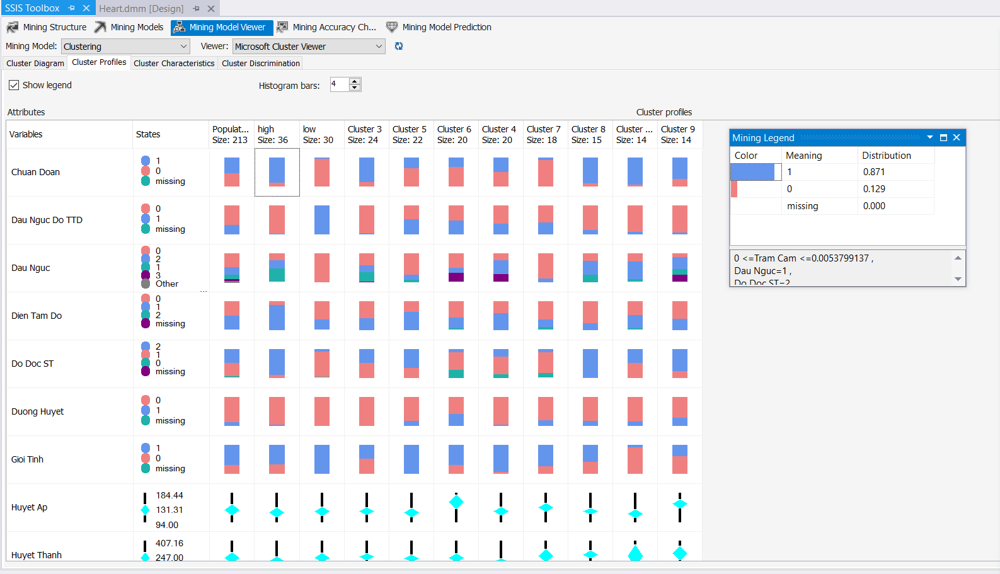 SSIS Toolbox
Heart.dmm [Design]
Mining Structure
Mining Models
Mining Model Viewer
Mining Accuracy Ch...
Mining Model Prediction
Mining Model:
Clustering
Viewer:
Microsoft Cluster Viewer
Cluster Diagram
Cluster Profiles
Cluster Characteristics
Cluster Discrimination
Show legend
Histogram bars:
4
Attributes
Cluster profiles
Variables
States
Populat...
Size: 213
high
Size: 36
low
Size: 30
Cluster 3
Size: 24
Cluster 5
Size: 22
Cluster 6
Size: 20
Cluster 4
Size: 20
Cluster 7
Size: 18
Cluster 8
Size: 15
Cluster ...
Size: 14
Cluster 9
Size: 14
Chuan Doan
1
0
missing
Dau Nguc Do TTD
0
1
missing
Dau Nguc
0
2
1
3
Other
...
Dien Tam Do
0
1
2
missing
Do Doc ST
2
1
0
missing
Duong Huyet
0
1
missing
Gioi Tinh
1
0
missing
Huyet Ap
184.44
131.31
94.00
Huyet Thanh
407.16
247.00
Mining Legend
Color
Meaning
Distribution
1
0.871
0
0.129
missing
0.000
0 <=Tram Cam <=0.0053799137 ,
Dau Nguc=1 ,
Do Doc ST=2